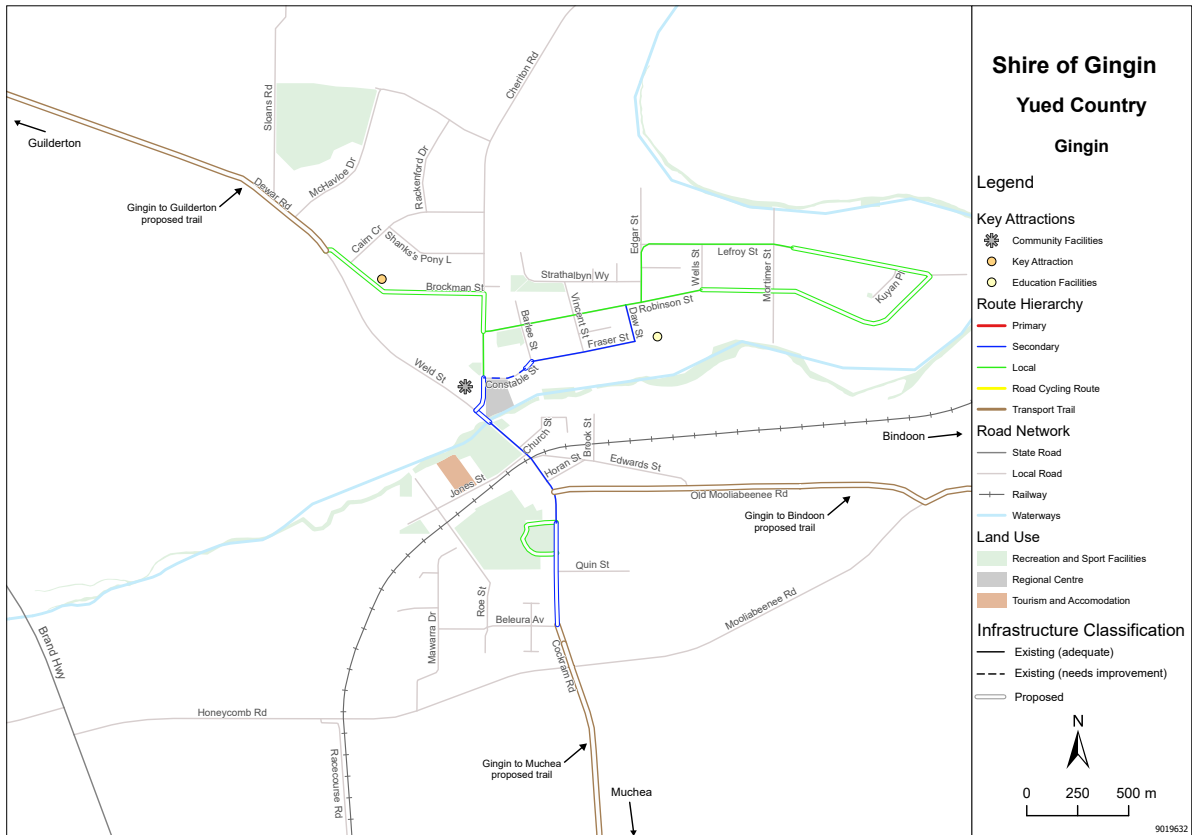 Shire of Gingin
Yued Country
Gingin
Legend
Key Attractions
Community Facilities
Key Attraction
Education Facilities
Route Hierarchy
Primary
Secondary
Local
Road Cycling Route
Transport Trail
Road Network
State Road
Local Road
Railway
Waterways
Land Use
Recreation and Sport Facilities
Regional Centre
Tourism and Accomodation
Infrastructure Classification
Existing (adequate)
Existing (needs improvement)
Proposed
N
0 250 500 m
9019632
Guilderton
Gingin to Guilderton
proposed trail
Dewar Rd
Sloans Rd
McHavloe Dr
Rackenford Dr
Cheriton Rd
Cairn Cr
Shanks's Pony L
Brockman St
Strathalbyn Wy
Edgar St
Wells St
Lefroy St
Mortimer St
Kuyan Pl
Robinson St
Daw St
Vincent St
Barlee St
Fraser St
Constable St
Weld St
Church St
Brook St
Horan St
Edwards St
Jones St
Bindoon
Old Mooliabeenee Rd
Gingin to Bindoon
proposed trail
Quin St
Roe St
Beleura Av
Mawarra Dr
Mooliabeenee Rd
Cockram Rd
Brand Hwy
Honeycomb Rd
Racecourse Rd
Gingin to Muchea
proposed trail
Muchea